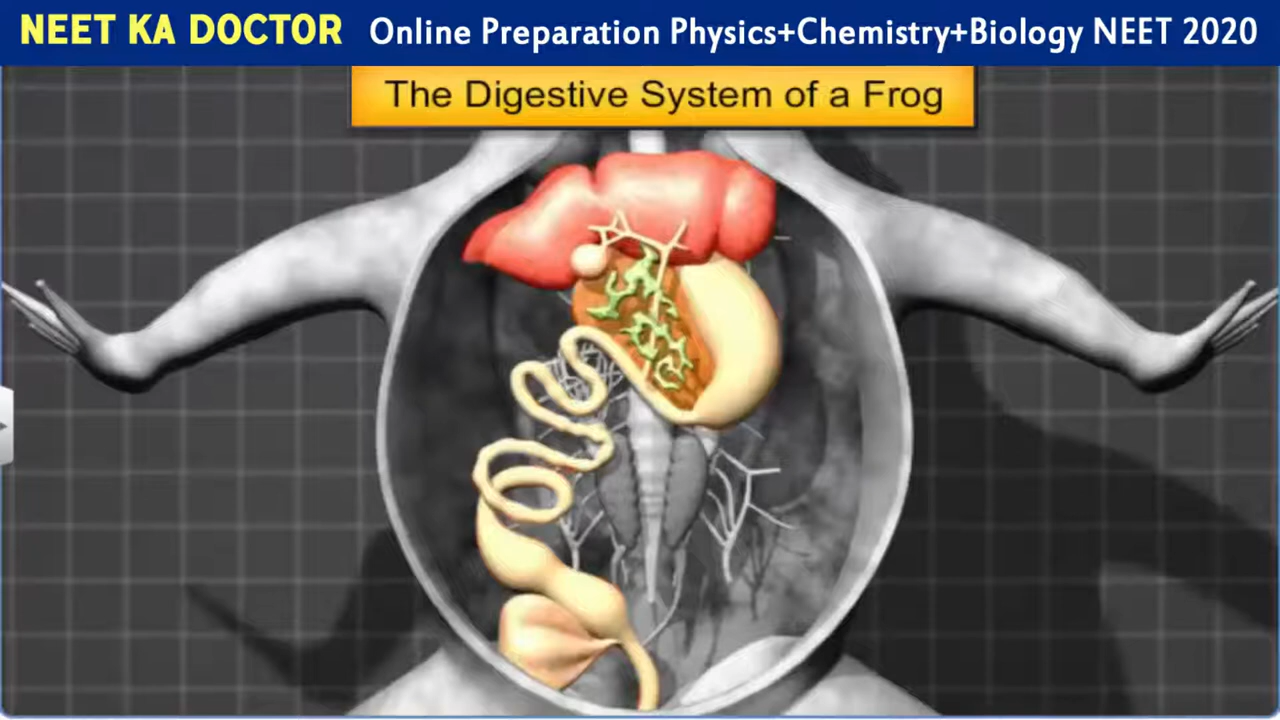 NEET KA DOCTOR Online Preparation Physics+Chemistry+Biology NEET 2020
The Digestive System of a Frog